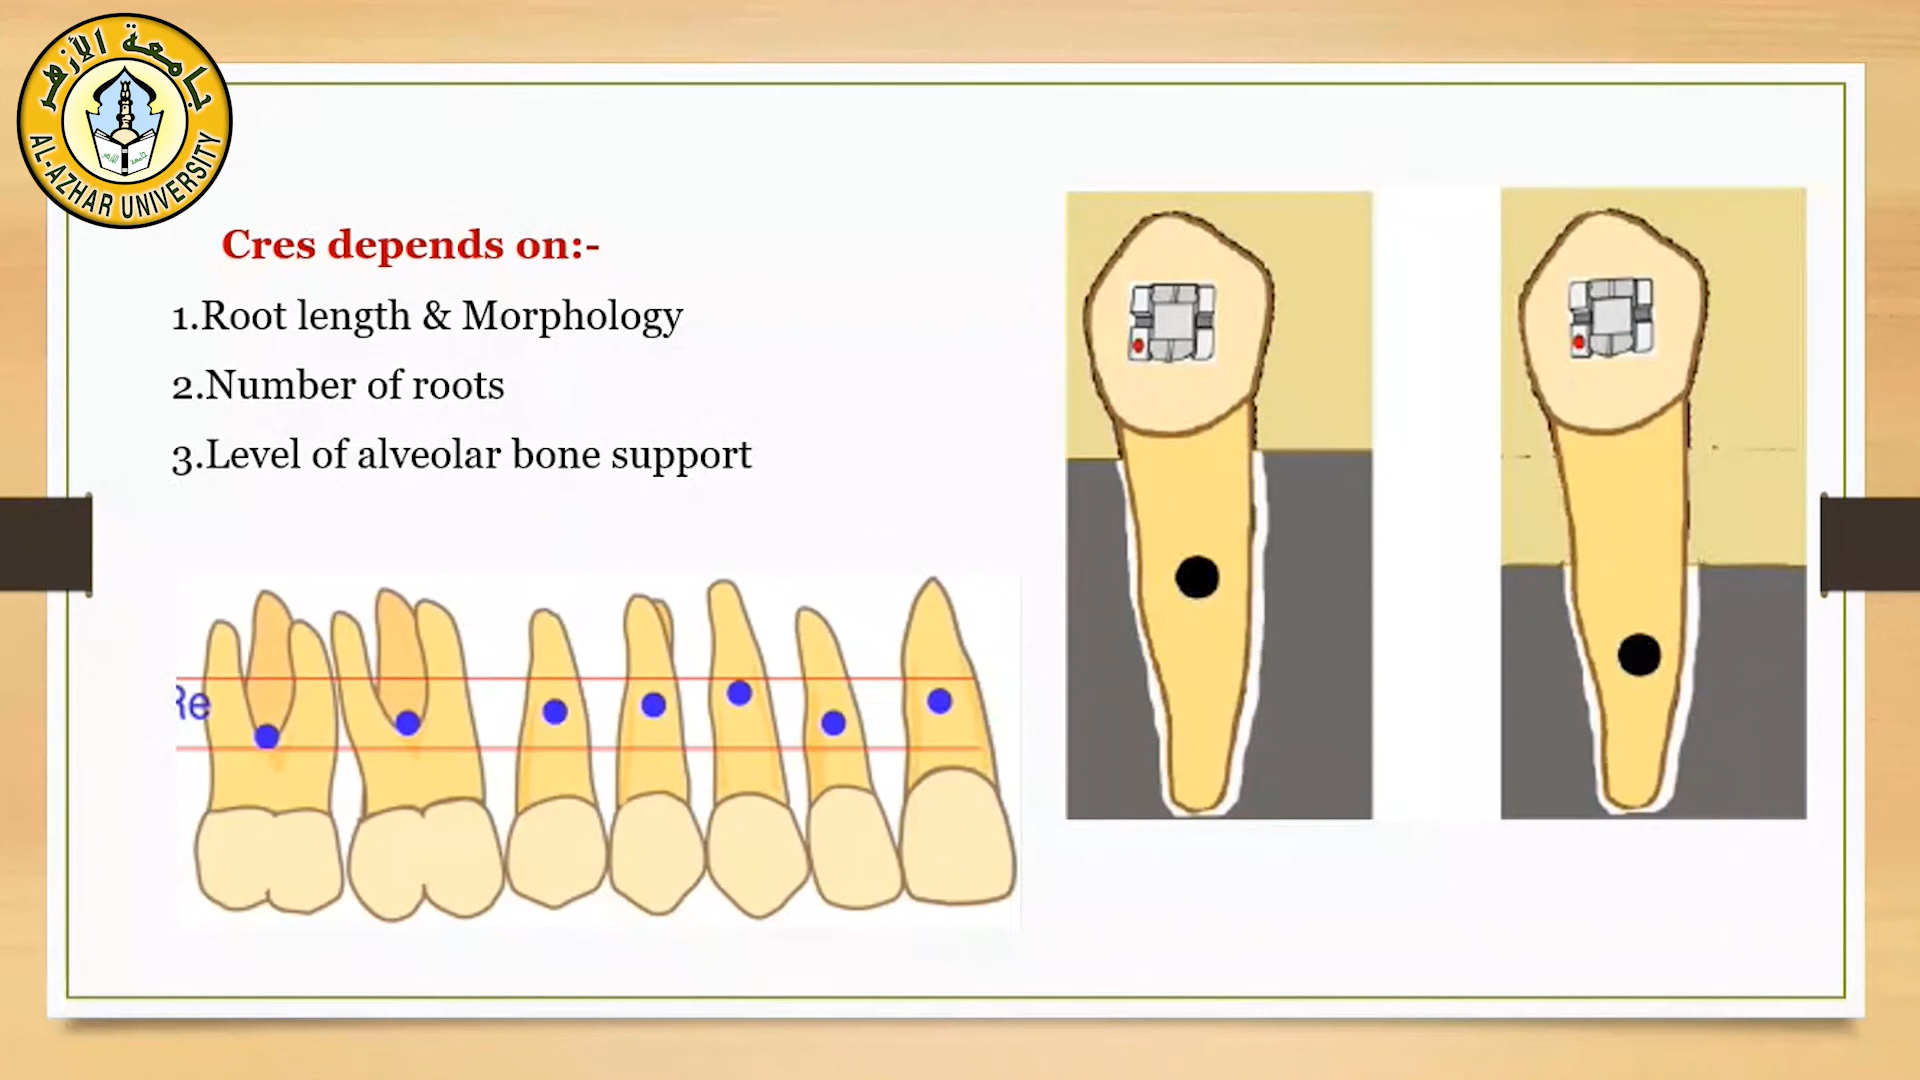 جامعة الأزهر
AL-AZHAR UNIVERSITY
Cres depends on:-
1.Root length & Morphology
2.Number of roots
3.Level of alveolar bone support
Re